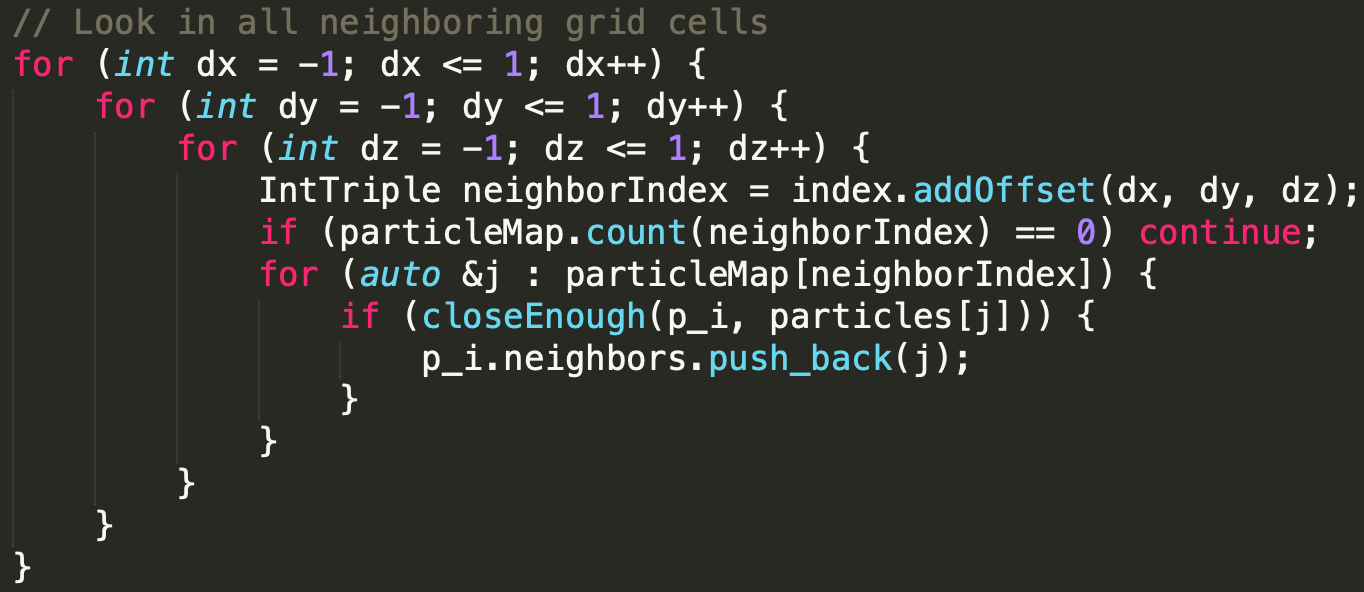 // Look in all neighboring grid cells
for (int dx = -1; dx <= 1; dx++) {
    for (int dy = -1; dy <= 1; dy++) {
        for (int dz = -1; dz <= 1; dz++) {
            IntTriple neighborIndex = index.addOffset(dx, dy, dz);
            if (particleMap.count(neighborIndex) == 0) continue;
            for (auto &j : particleMap[neighborIndex]) {
                if (closeEnough(p_i, particles[j])) {
                    p_i.neighbors.push_back(j);
                }
            }
        }
    }
}